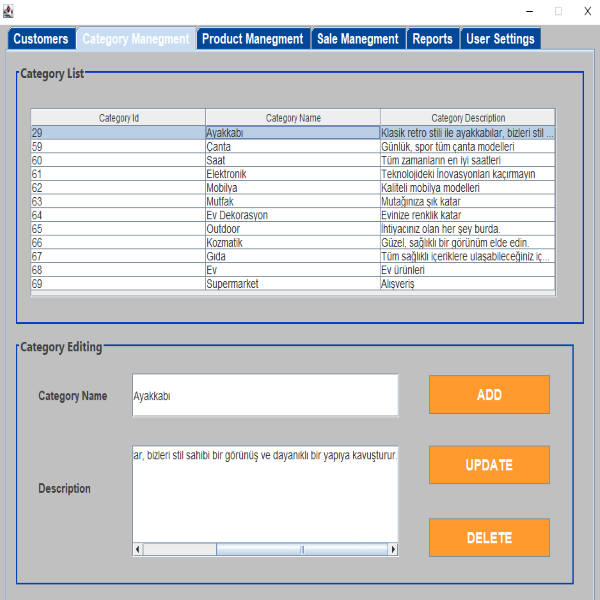 X
Customers Category Managment Product Managment Sale Managment Reports User Settings
Category List
Category Id Category Name Category Description
29 Ayakkabı Klasik retro stili ile ayakkabılar, bizleri stil ...
59 Çanta Günlük, spor tüm çanta modelleri
60 Saat Tüm zamanların en iyi saatleri
61 Elektronik Teknolojideki İnovasyonları kaçırmayın
62 Mobilya Kaliteli mobilya modelleri
63 Mutfak Mutağınıza şık katar
64 Ev Dekorasyon Evinize renklik katar
65 Outdoor İhtiyacınız olan her şey burda.
66 Kozmatik Güzel, sağlıklı bir görünüm elde edin.
67 Gıda Tüm sağlıklı içeriklere ulaşabileceğiniz iç...
68 Ev Ev ürünleri
69 Supermarket Alışveriş
Category Editing
Category Name Ayakkabı ADD
ar, bizleri stil sahibi bir görünüş ve dayanıklı bir yapıya kavuşturur.
UPDATE
Description
DELETE